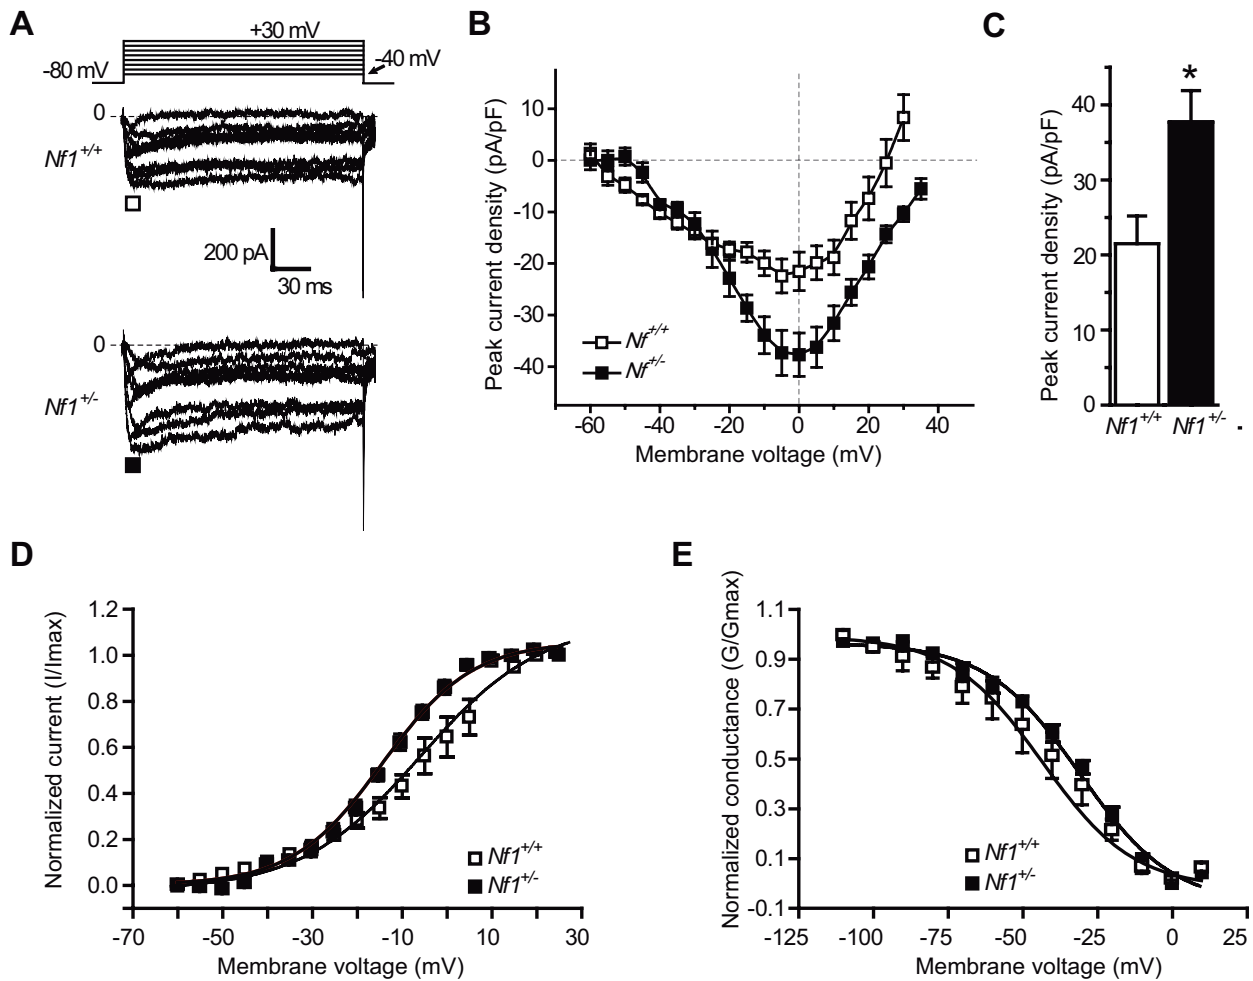 A
+30 mV
-40 mV
-80 mV
0
Nf1+/+
200 pA
30 ms
0
Nf1+/-
B
Peak current density (pA/pF)
10
0
-10
-20
-30
-40
Nf+/+
Nf+/-
-60 -40 -20 0 20 40
Membrane voltage (mV)
C
*
Peak current density (pA/pF)
40
30
20
10
0
Nf1+/+ Nf1+/-
D
Normalized current (I/Imax)
1.2
1.0
0.8
0.6
0.4
0.2
0.0
Nf1+/+
Nf1+/-
-70 -50 -30 -10 10 30
Membrane voltage (mV)
E
Normalized conductance (G/Gmax)
1.1
0.9
0.7
0.5
0.3
0.1
-0.1
Nf1+/+
Nf1+/-
-125 -100 -75 -50 -25 0 25
Membrane voltage (mV)